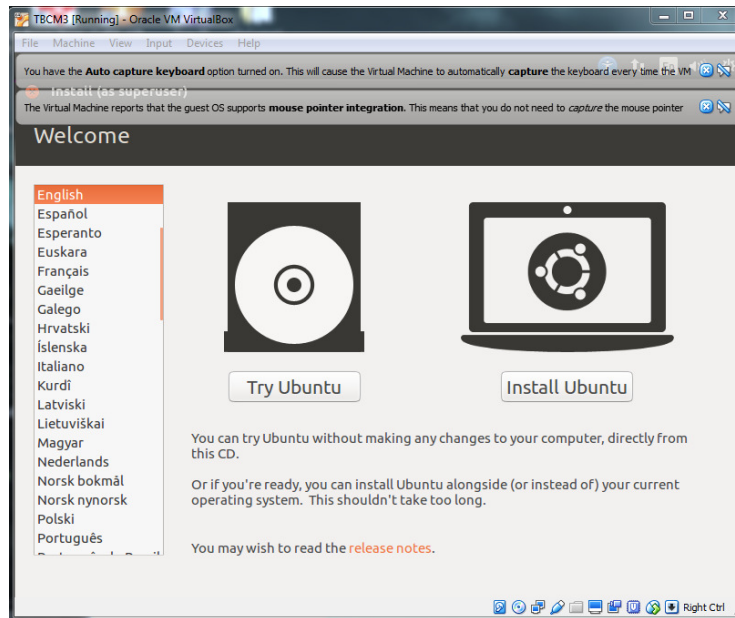 TBCM3 [Running] - Oracle VM VirtualBox
File Machine View Input Devices Help
You have the Auto capture keyboard option turned on. This will cause the Virtual Machine to automatically capture the keyboard every time the VM
Install (as superuser)
The Virtual Machine reports that the guest OS supports mouse pointer integration. This means that you do not need to capture the mouse pointer
Welcome
English
Español
Esperanto
Euskara
Français
Gaeilge
Galego
Hrvatski
Íslenska
Italiano
Kurdî
Latviski
Lietuviškai
Magyar
Nederlands
Norsk bokmål
Norsk nynorsk
Polski
Português
Try Ubuntu
Install Ubuntu
You can try Ubuntu without making any changes to your computer, directly from
this CD.
Or if you're ready, you can install Ubuntu alongside (or instead of) your current
operating system. This shouldn't take too long.
You may wish to read the release notes.
Right Ctrl